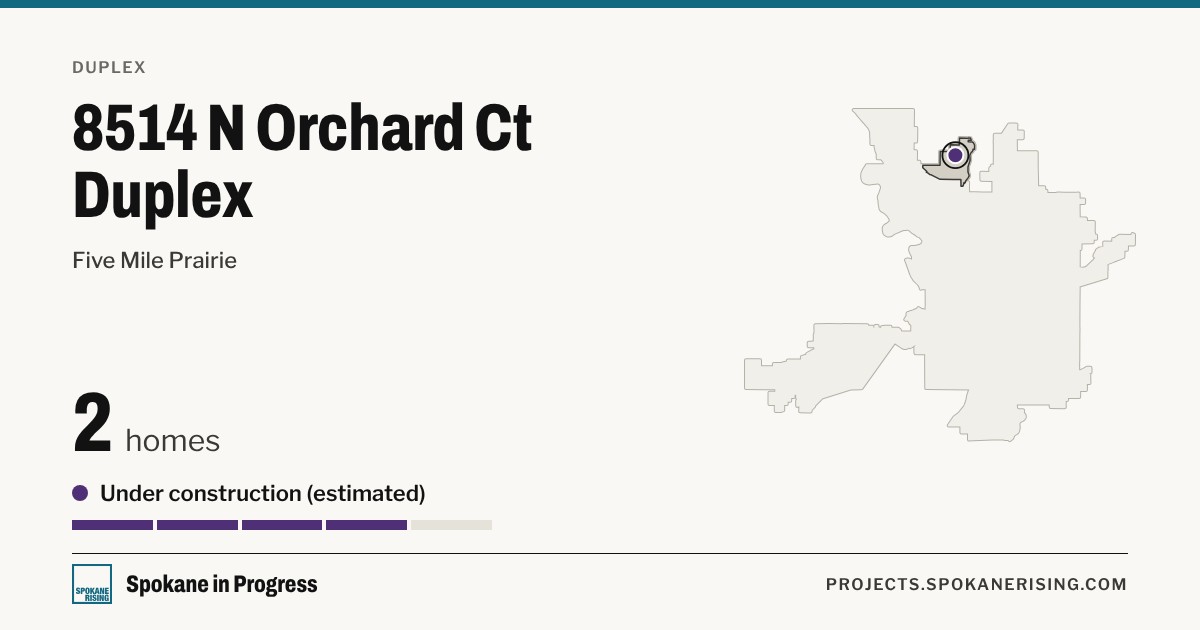 DUPLEX
8514 N Orchard Ct
Duplex
Five Mile Prairie
2 homes
Under construction (estimated)
SPOKANE
RISING
Spokane in Progress
PROJECTS.SPOKANERISING.COM